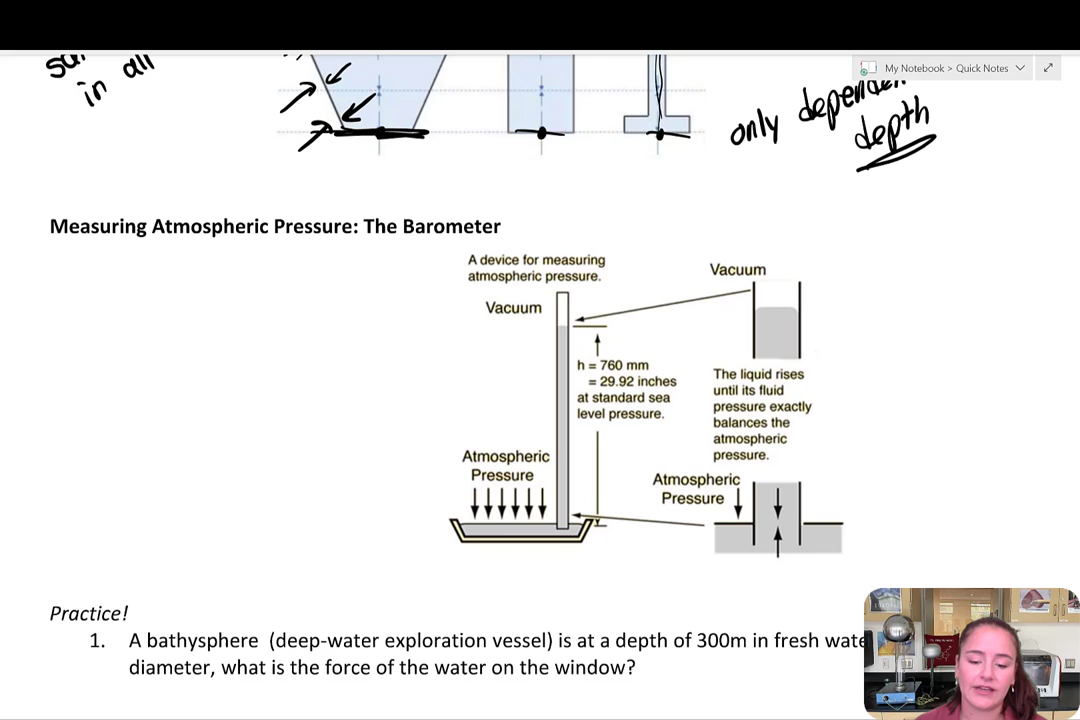 My Notebook > Quick Notes
in all
only
depth
Measuring Atmospheric Pressure: The Barometer
A device for measuring
atmospheric pressure.
Vacuum
Vacuum
h = 760 mm
= 29.92 inches
at standard sea
level pressure.
The liquid rises
until its fluid
pressure exactly
balances the
atmospheric
pressure.
Atmospheric
Pressure
Atmospheric
Pressure
Practice!
1. A bathysphere (deep-water exploration vessel) is at a depth of 300m in fresh
diameter, what is the force of the water on the window?